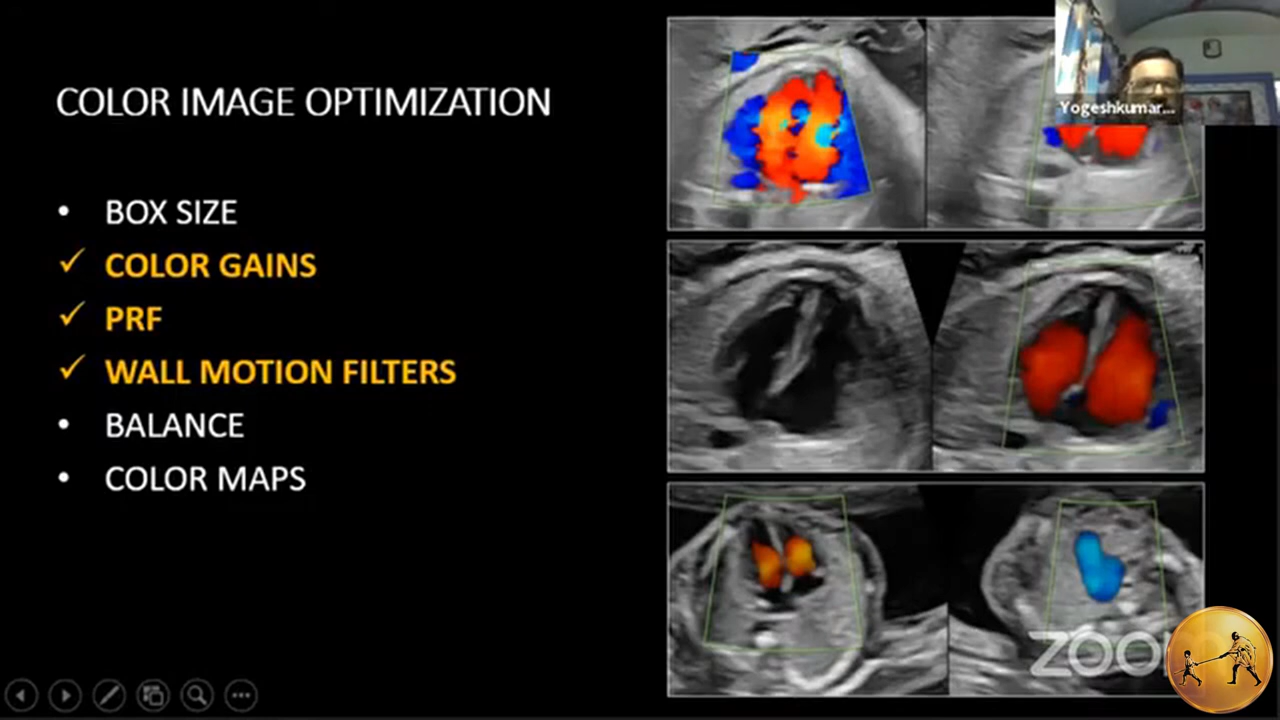 COLOR IMAGE OPTIMIZATION
BOX SIZE
COLOR GAINS
PRF
WALL MOTION FILTERS
BALANCE
COLOR MAPS
Yogeshkumar...